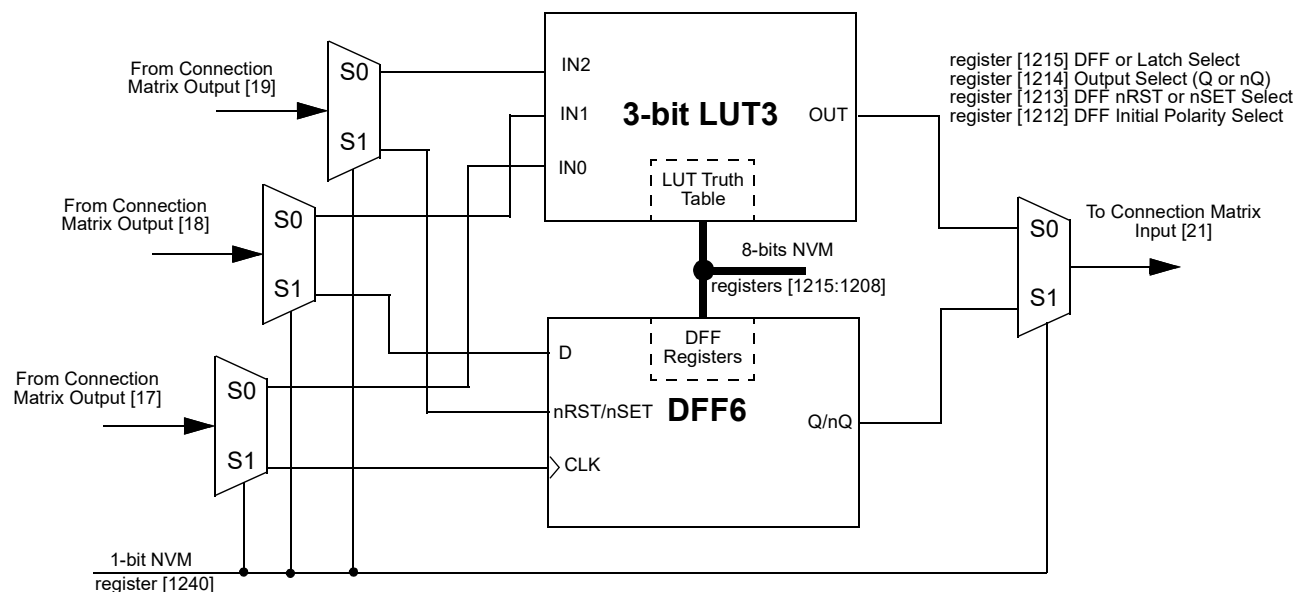 From Connection
Matrix Output [19]
S0
S1
IN2
IN1
IN0
3-bit LUT3
OUT
LUT Truth
Table
register [1215] DFF or Latch Select
register [1214] Output Select (Q or nQ)
register [1213] DFF nRST or nSET Select
register [1212] DFF Initial Polarity Select
From Connection
Matrix Output [18]
S0
S1
8-bits NVM
registers [1215:1208]
S0
S1
To Connection Matrix
Input [21]
From Connection
Matrix Output [17]
S0
S1
D
nRST/nSET
CLK
DFF
Registers
DFF6
Q/nQ
1-bit NVM
register [1240]